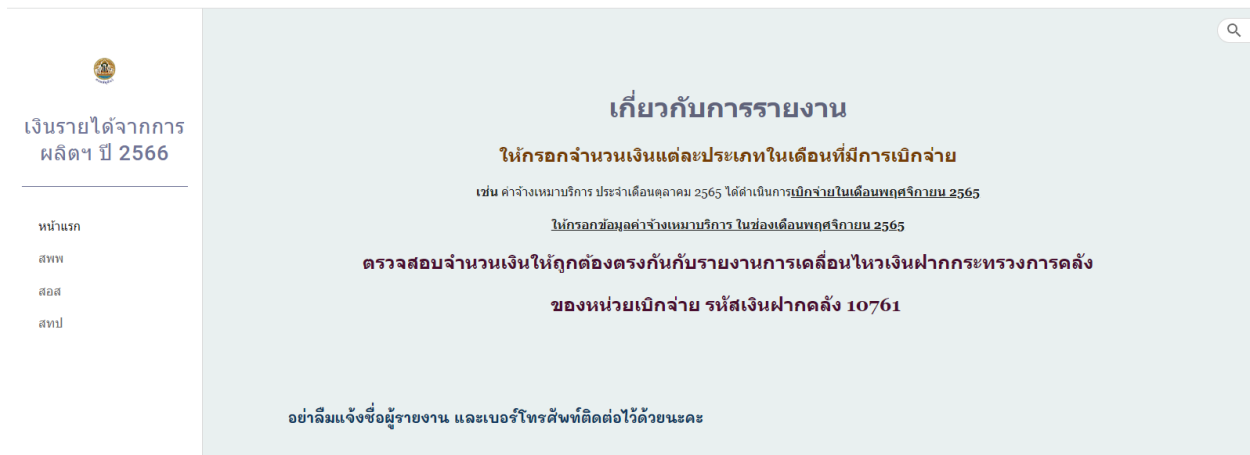 เงินรายได้จากการ
ผลิตฯ ปี 2566
หน้าแรก
สพพ
สอส
สทป
เกี่ยวกับการรายงาน
ให้กรอกจำนวนเงินแต่ละประเภทในเดือนที่มีการเบิกจ่าย
เช่น ค่าจ้างเหมาบริการ ประจำเดือนตุลาคม 2565 ได้ดำเนินการเบิกจ่ายในเดือนพฤศจิกายน 2565
ให้กรอกข้อมูลค่าจ้างเหมาบริการ ในช่องเดือนพฤศจิกายน 2565
ตรวจสอบจำนวนเงินให้ถูกต้องตรงกันกับรายงานการเคลื่อนไหวเงินฝากกระทรวงการคลัง
ของหน่วยเบิกจ่าย รหัสเงินฝากคลัง 10761
อย่าลืมแจ้งชื่อผู้รายงาน และเบอร์โทรศัพท์ติดต่อไว้ด้วยนะคะ